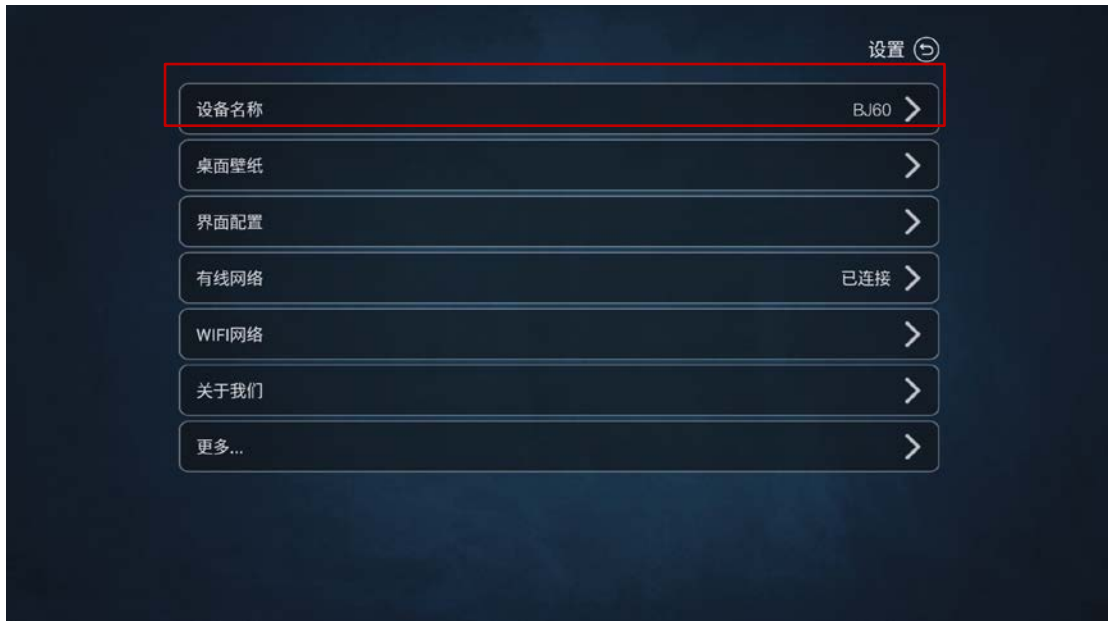 设置
设备名称 BJ60
桌面壁纸
界面配置
有线网络 已连接
WIFI网络
关于我们
更多...